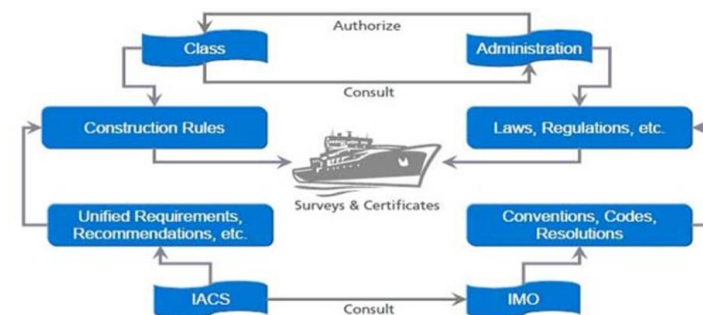 Authorize
Class
Administration
Consult
Construction Rules
Laws, Regulations, etc.
Surveys & Certificates
Unified Requirements,
Recommendations, etc.
Conventions, Codes,
Resolutions
IACS
IMO
Consult